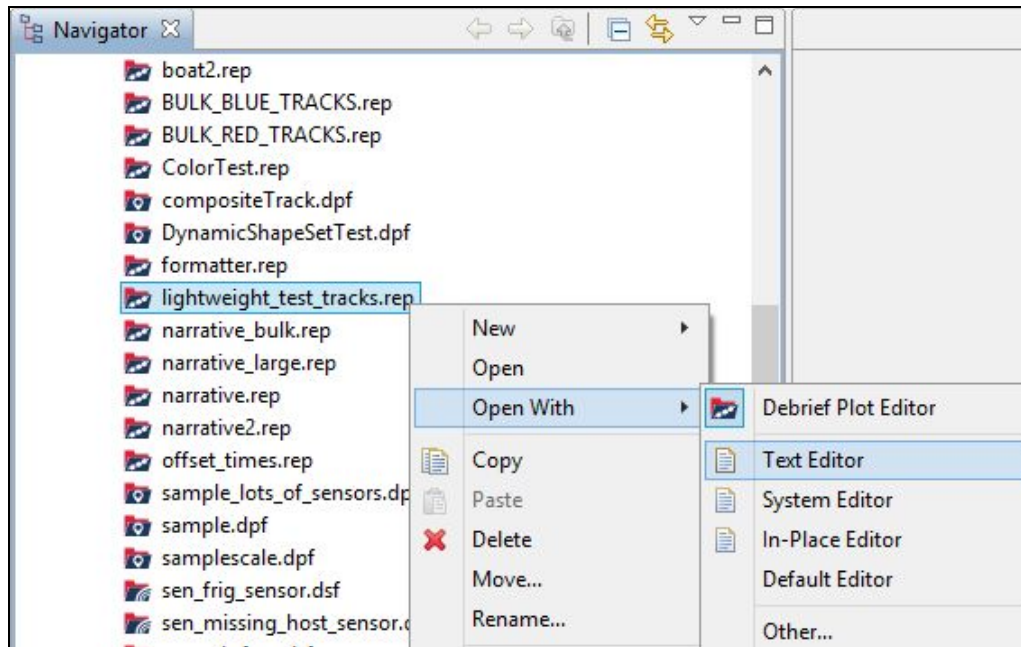 Navigator
boat2.rep
BULK_BLUE_TRACKS.rep
BULK_RED_TRACKS.rep
ColorTest.rep
compositeTrack.dpf
DynamicShapeSetTest.dpf
formatter.rep
lightweight_test_tracks.rep
narrative_bulk.rep
narrative_large.rep
narrative.rep
narrative2.rep
offset_times.rep
sample_lots_of_sensors.dp
sample.dpf
samplescale.dpf
sen_frig_sensor.dsf
sen_missing_host_sensor.
New
Open
Open With
Copy
Paste
Delete
Move...
Rename...
Debrief Plot Editor
Text Editor
System Editor
In-Place Editor
Default Editor
Other...